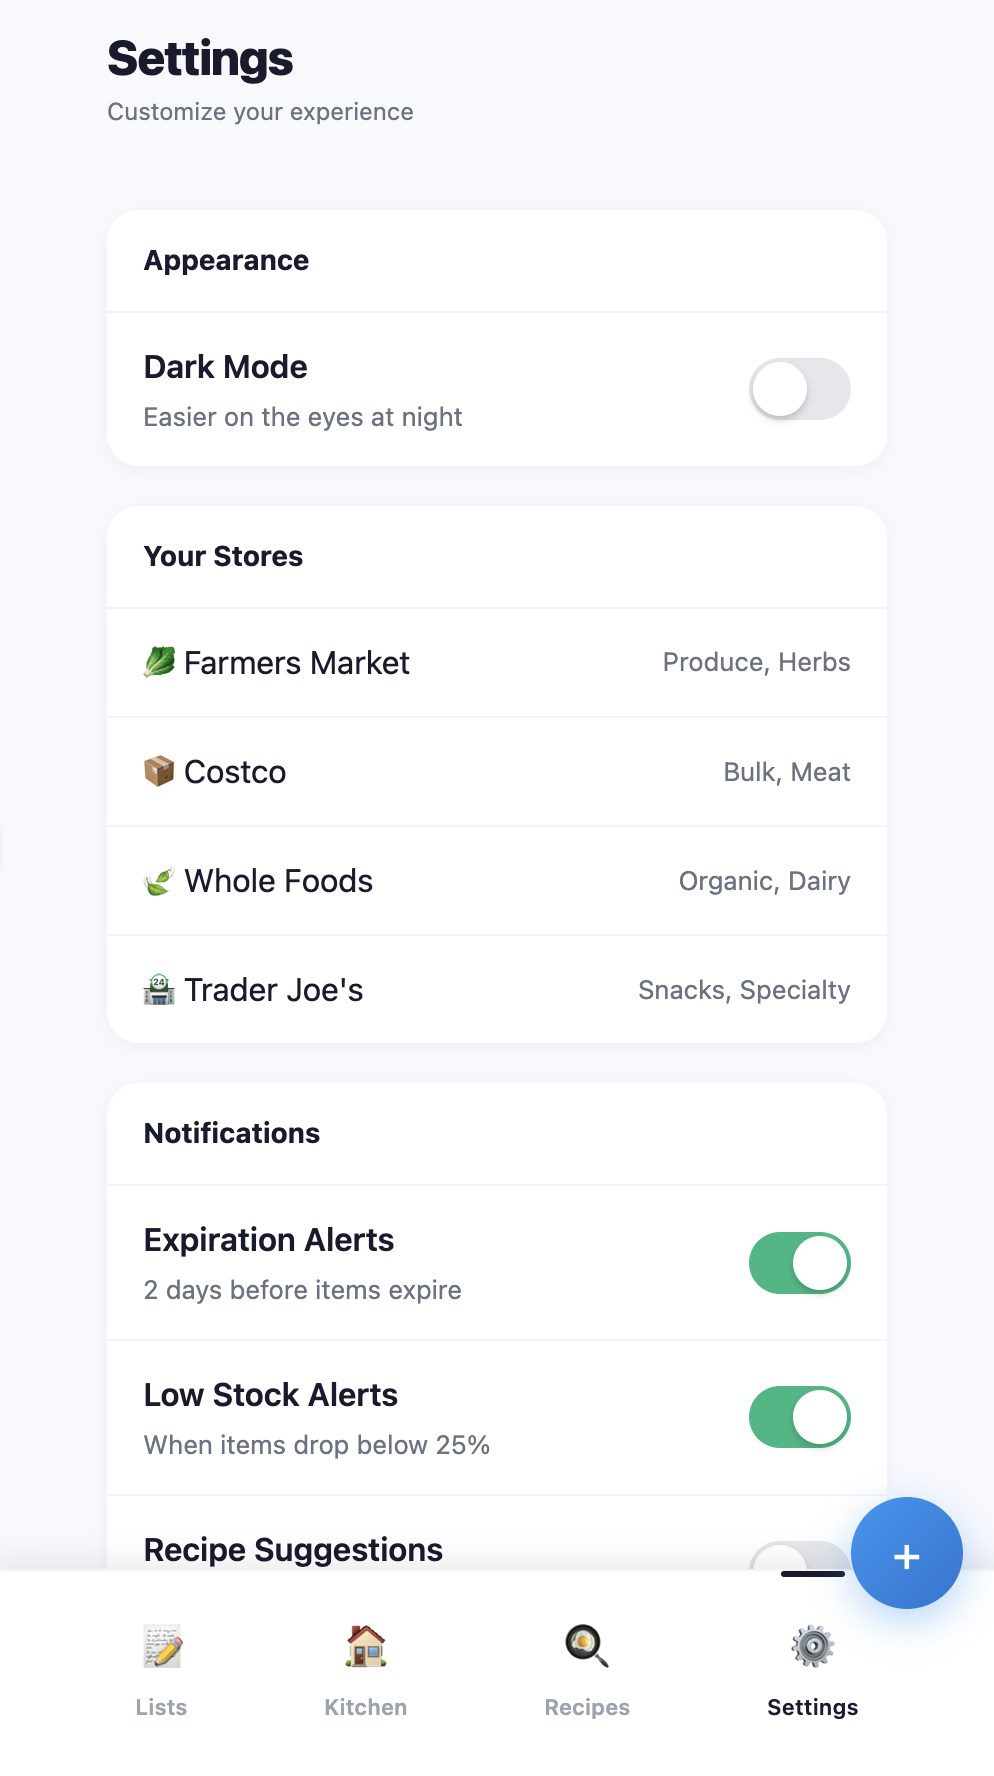 Settings
Customize your experience
Appearance
Dark Mode
Easier on the eyes at night
Your Stores
Farmers Market
Produce, Herbs
Costco
Bulk, Meat
Whole Foods
Organic, Dairy
24
Trader Joe's
Snacks, Specialty
Notifications
Expiration Alerts
2 days before items expire
Low Stock Alerts
When items drop below 25%
Recipe Suggestions
+
Lists
Kitchen
Recipes
Settings